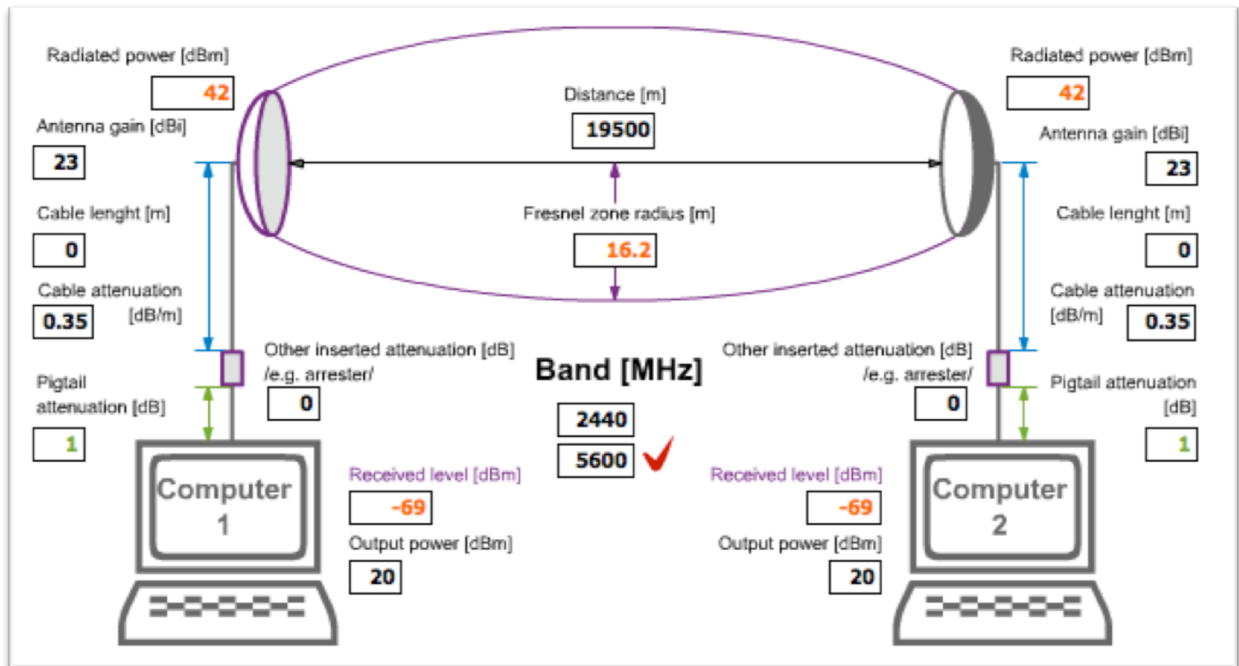 Radiated power [dBm]
42
Antenna gain [dBi]
23
Cable lenght [m]
0
Cable attenuation
[dB/m]
0.35
Other inserted attenuation [dB]
/e.g. arrester/
0
Pigtail
attenuation [dB]
1
Computer
1
Received level [dBm]
-69
Output power [dBm]
20
Distance [m]
19500
Fresnel zone radius [m]
16.2
Band [MHz]
2440
5600
Radiated power [dBm]
42
Antenna gain [dBi]
23
Cable lenght [m]
0
Cable attenuation
[dB/m]
0.35
Other inserted attenuation [dB]
/e.g. arrester/
0
Pigtail attenuation
[dB]
1
Received level [dBm]
-69
Output power [dBm]
20
Computer
2